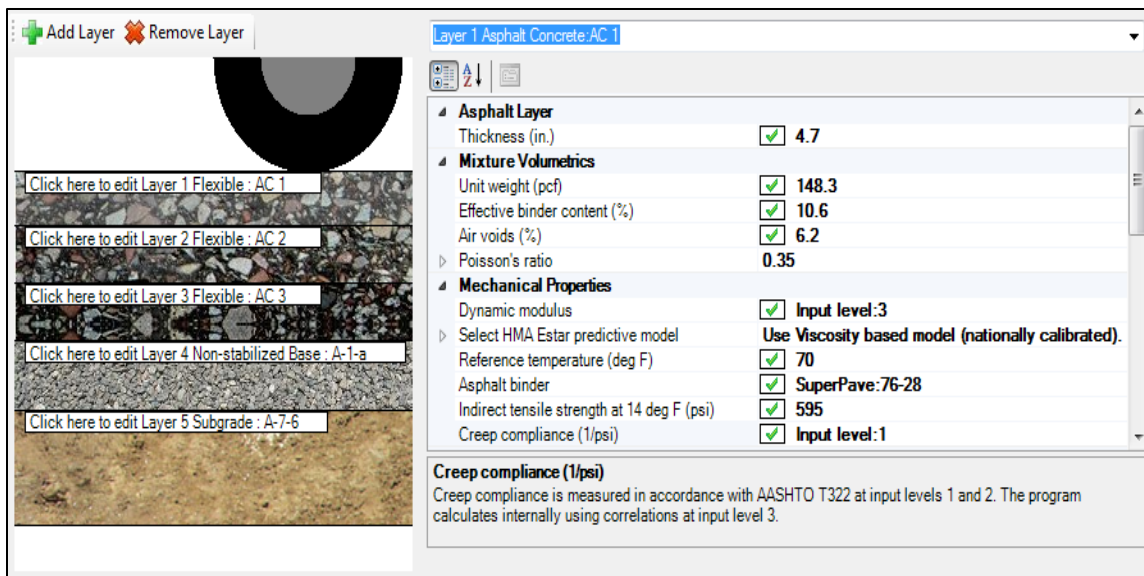 Add Layer Remove Layer
Click here to edit Layer 1 Flexible : AC 1
Click here to edit Layer 2 Flexible : AC 2
Click here to edit Layer 3 Flexible : AC 3
Click here to edit Layer 4 Non-stabilized Base : A-1-a
Click here to edit Layer 5 Subgrade : A-7-6
Layer 1 Asphalt Concrete:AC 1
Asphalt Layer
Thickness (in.) 4.7
Mixture Volumetrics
Unit weight (pcf) 148.3
Effective binder content (%) 10.6
Air voids (%) 6.2
Poisson's ratio 0.35
Mechanical Properties
Dynamic modulus Input level:3
Select HMA Estar predictive model Use Viscosity based model (nationally calibrated).
Reference temperature (deg F) 70
Asphalt binder SuperPave:76-28
Indirect tensile strength at 14 deg F (psi) 595
Creep compliance (1/psi) Input level:1
Creep compliance (1/psi)
Creep compliance is measured in accordance with AASHTO T322 at input levels 1 and 2. The program
calculates internally using correlations at input level 3.